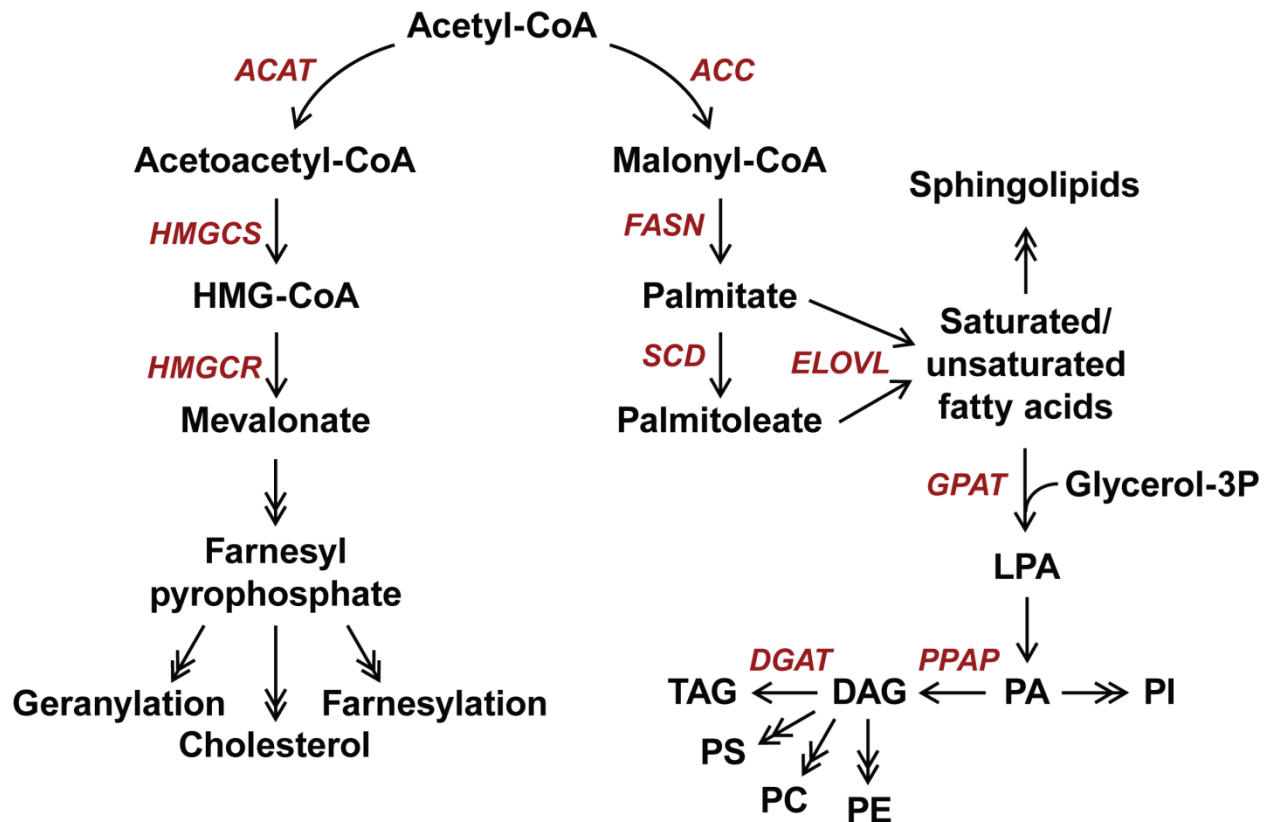 Acetyl-CoA
ACAT
ACC
Acetoacetyl-CoA
Malonyl-CoA
Sphingolipids
HMGCS
FASN
HMG-CoA
Palmitate
Saturated/
unsaturated
fatty acids
HMGCR
SCD
ELOVL
Mevalonate
Palmitoleate
GPAT
Glycerol-3P
Farnesyl
pyrophosphate
LPA
DGAT
PPAP
Geranylation
Farnesylation
Cholesterol
TAG
DAG
PA
PI
PS
PC
PE